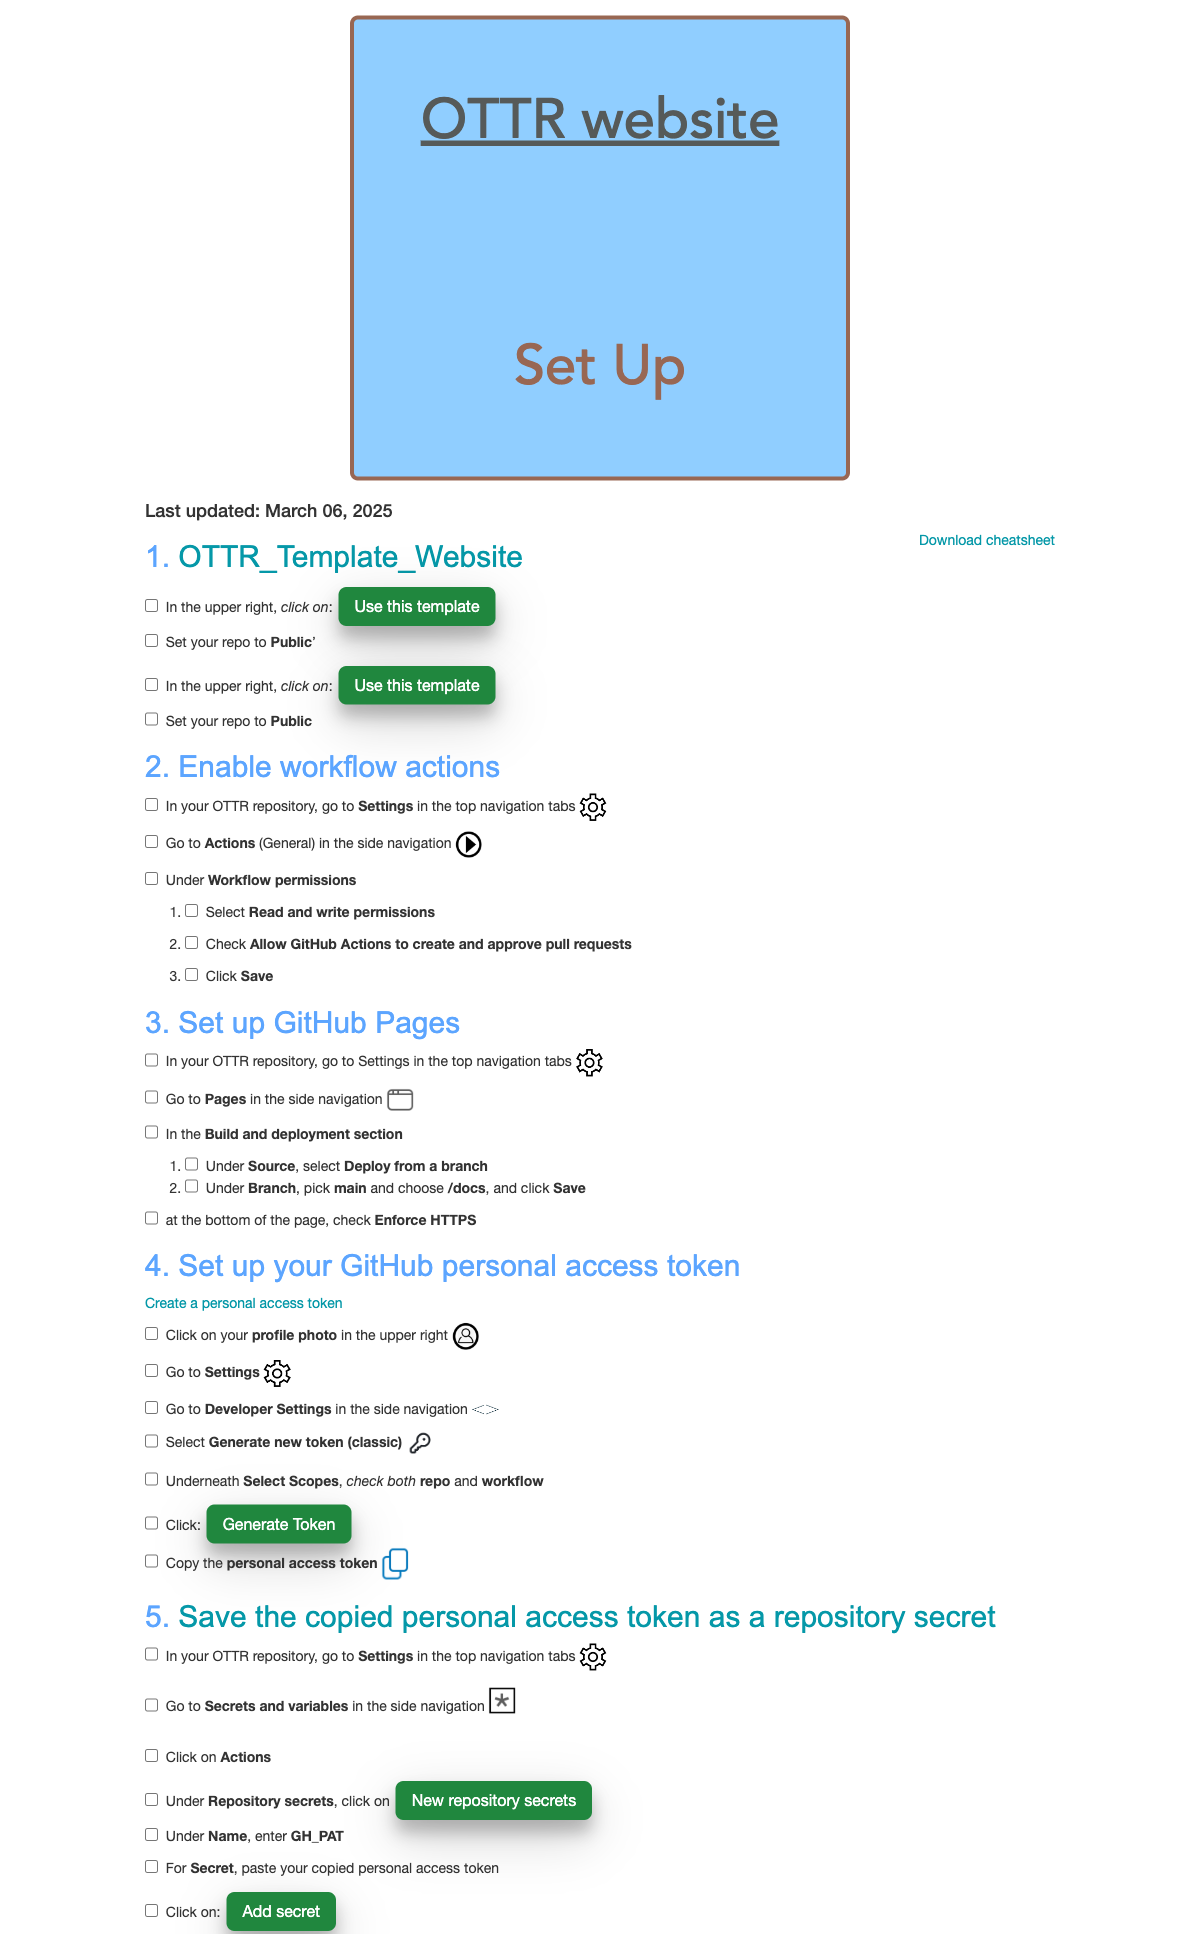 OTTR website
Set Up
Last updated: March 06, 2025
Download cheatsheet
1. OTTR_Template_Website
In the upper right, click on: Use this template
Set your repo to Public'
In the upper right, click on: Use this template
Set your repo to Public
2. Enable workflow actions
In your OTTR repository, go to Settings in the top navigation tabs
Go to Actions (General) in the side navigation
Under Workflow permissions
1. Select Read and write permissions
2. Check Allow GitHub Actions to create and approve pull requests
3. Click Save
3. Set up GitHub Pages
In your OTTR repository, go to Settings in the top navigation tabs
Go to Pages in the side navigation
In the Build and deployment section
1. Under Source, select Deploy from a branch
2. Under Branch, pick main and choose /docs, and click Save
at the bottom of the page, check Enforce HTTPS
4. Set up your GitHub personal access token
Create a personal access token
Click on your profile photo in the upper right
Go to Settings
Go to Developer Settings in the side navigation <>
Select Generate new token (classic)
Underneath Select Scopes, check both repo and workflow
Click: Generate Token
Copy the personal access token
5. Save the copied personal access token as a repository secret
In your OTTR repository, go to Settings in the top navigation tabs
Go to Secrets and variables in the side navigation
Click on Actions
Under Repository secrets, click on New repository secrets
Under Name, enter GH_PAT
For Secret, paste your copied personal access token
Click on: Add secret